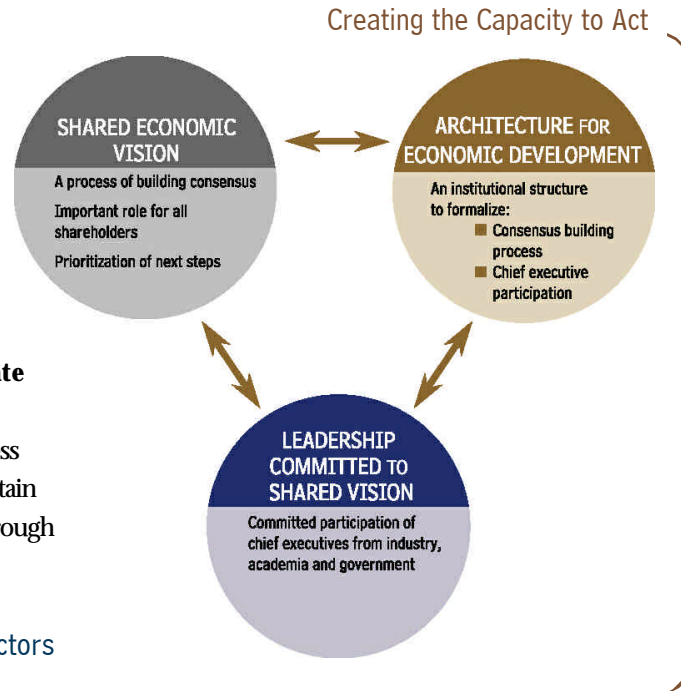 Creating the Capacity to Act
SHARED ECONOMIC
VISION
A process of building consensus
Important role for all
shareholders
Prioritization of next steps
ARCHITECTURE FOR
ECONOMIC DEVELOPMENT
An institutional structure
to formalize:
Consensus building
process
Chief executive
participation
LEADERSHIP
COMMITTED TO
SHARED VISION
Committed participation of
chief executives from industry,
academia and government